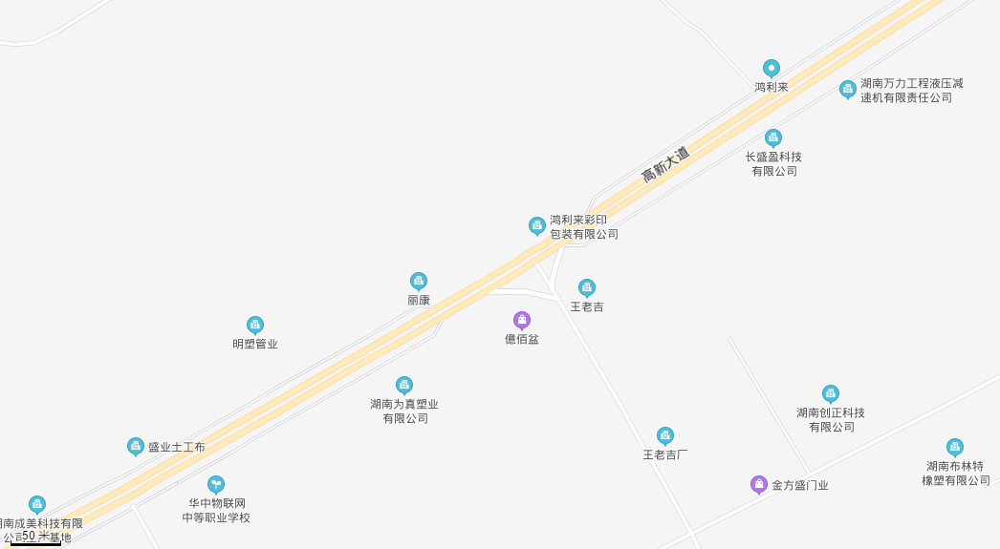 鸿利来
湖南万力工程液压减
速机有限责任公司
长盛盈科技
有限公司
高新大道
鸿利来彩印
包装有限公司
丽康
王老吉
明塑管业
億佰盆
湖南为真塑业
有限公司
湖南创正科技
有限公司
盛业土工布
王老吉厂
湖南布林特
橡塑有限公司
金方盛门业
华中物联网
中等职业学校
南成美科技有限
公司
基地
50 米